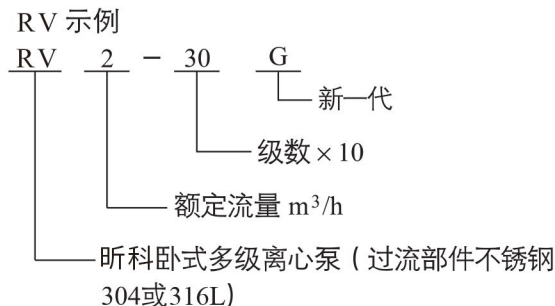 RV 示例
RV 2 - 30 G
新一代
级数 × 10
额定流量 m³/h
昕科卧式多级离心泵（过流部件不锈钢
304或316L)